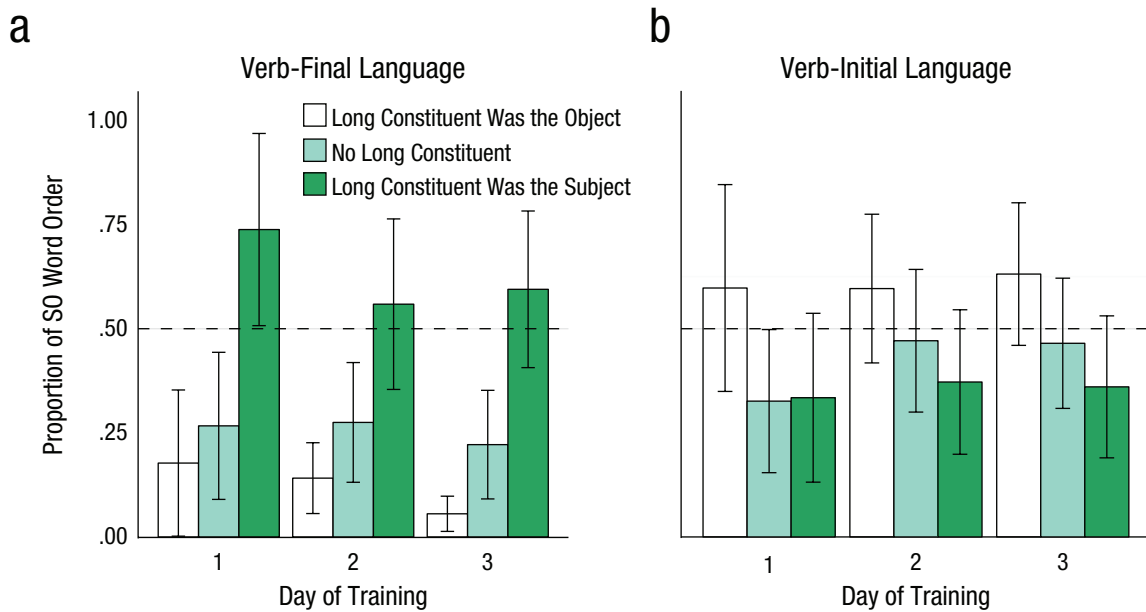 a
Verb-Final Language
Long Constituent Was the Object
No Long Constituent
Long Constituent Was the Subject
Proportion of SO Word Order
1.00
.75
.50
.25
.00
1 2 3
Day of Training
b
Verb-Initial Language
1 2 3
Day of Training